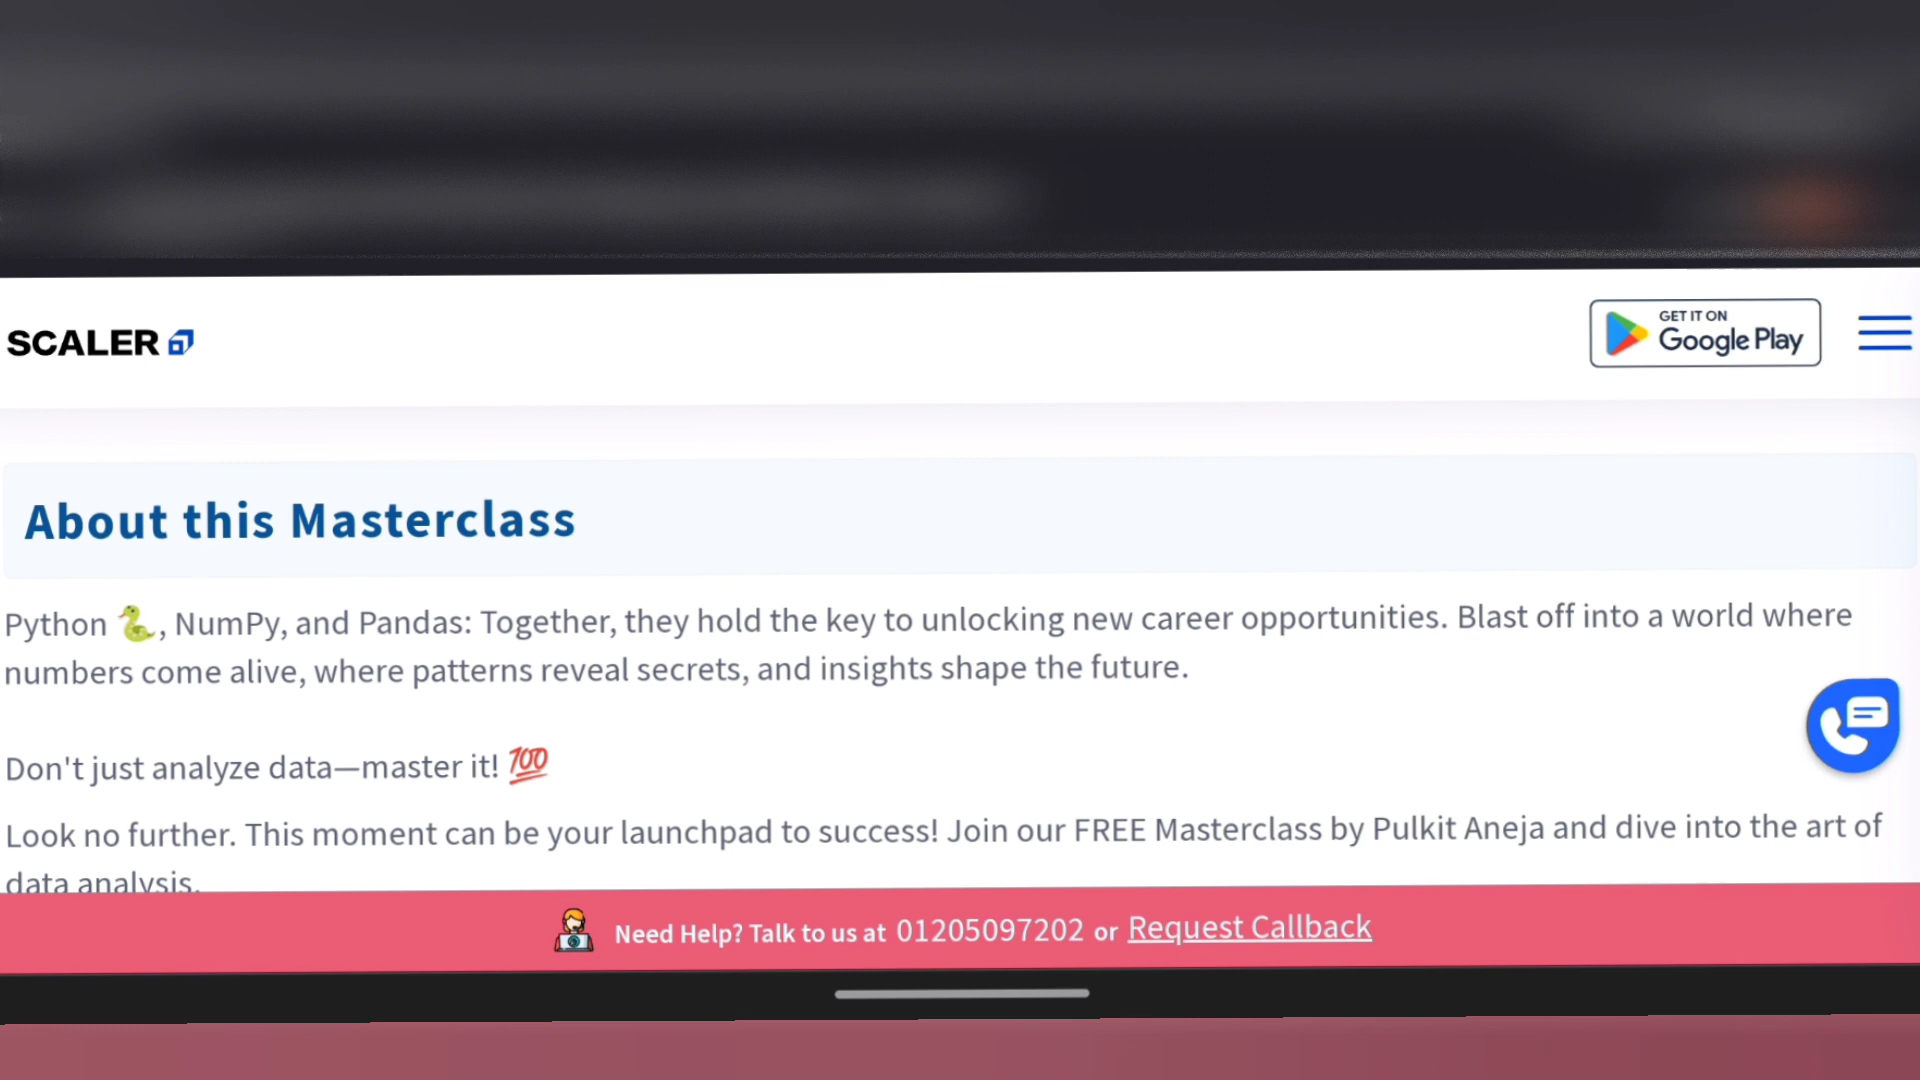 SCALER
GET IT ON
Google Play
About this Masterclass
Python 🐍, NumPy, and Pandas: Together, they hold the key to unlocking new career opportunities. Blast off into a world where
numbers come alive, where patterns reveal secrets, and insights shape the future.
Don't just analyze data—master it! 💯
Look no further. This moment can be your launchpad to success! Join our FREE Masterclass by Pulkit Aneja and dive into the art of
data analysis.
Need Help? Talk to us at 01205097202 or Request Callback